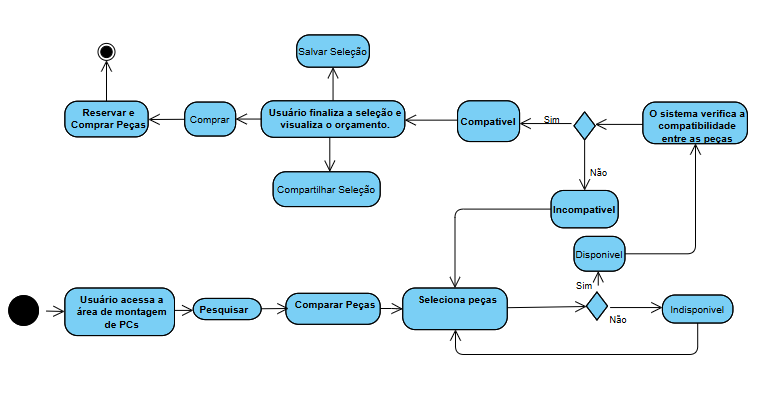 Salvar Seleção
Reservar e
Comprar Peças
Comprar
Usuário finaliza a seleção e
visualiza o orçamento.
Compativel
Sim
O sistema verifica a
compatibilidade
entre as peças
Não
Compartilhar Seleção
Incompativel
Disponivel
Sim
Usuário acessa a
área de montagem
de PCs
Pesquisar
Comparar Peças
Seleciona peças
Não
Indisponivel